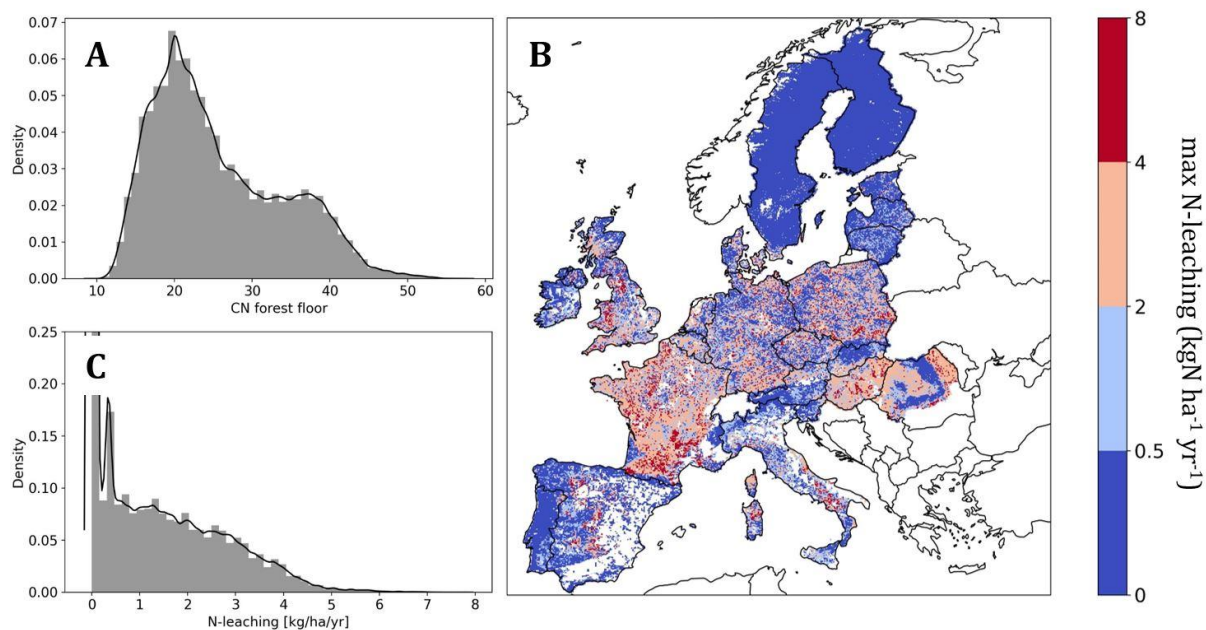 A
Density
0.07
0.06
0.05
0.04
0.03
0.02
0.01
0.00
10 20 30 40 50 60
CN forest floor
C
Density
0.25
0.20
0.15
0.10
0.05
0.00
0 1 2 3 4 5 6 7 8
N-leaching [kg/ha/yr]
B
8
4
2
0.5
0
max N-leaching (kgN ha⁻¹ yr⁻¹)